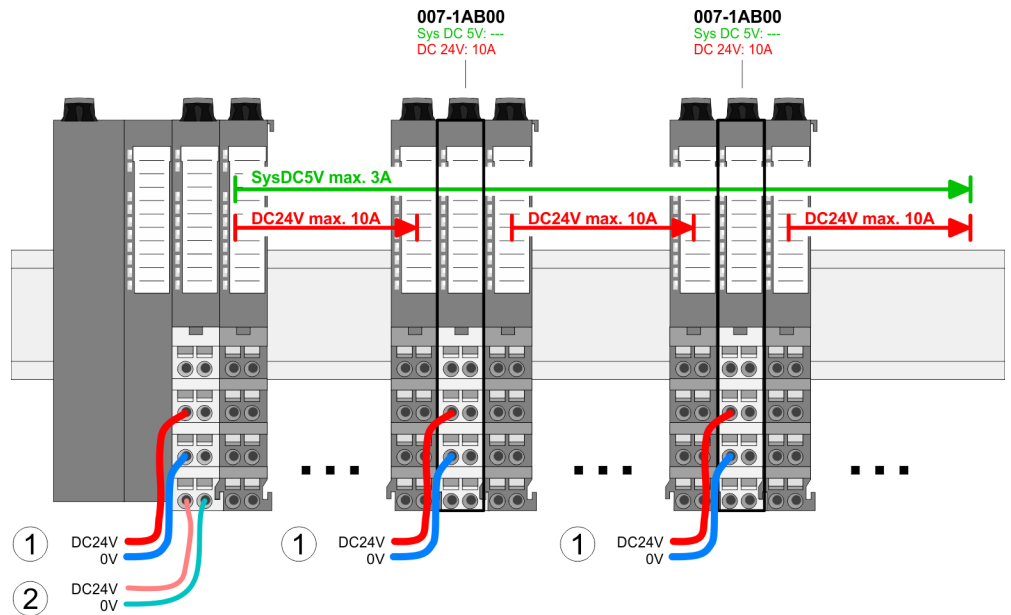 007-1AB00
Sys DC 5V: ---
DC 24V: 10A
007-1AB00
Sys DC 5V: ---
DC 24V: 10A
SysDC5V max. 3A
DC24V max. 10A
DC24V max. 10A
DC24V max. 10A
1
DC24V
0V
1
DC24V
0V
1
DC24V
0V
2
DC24V
0V